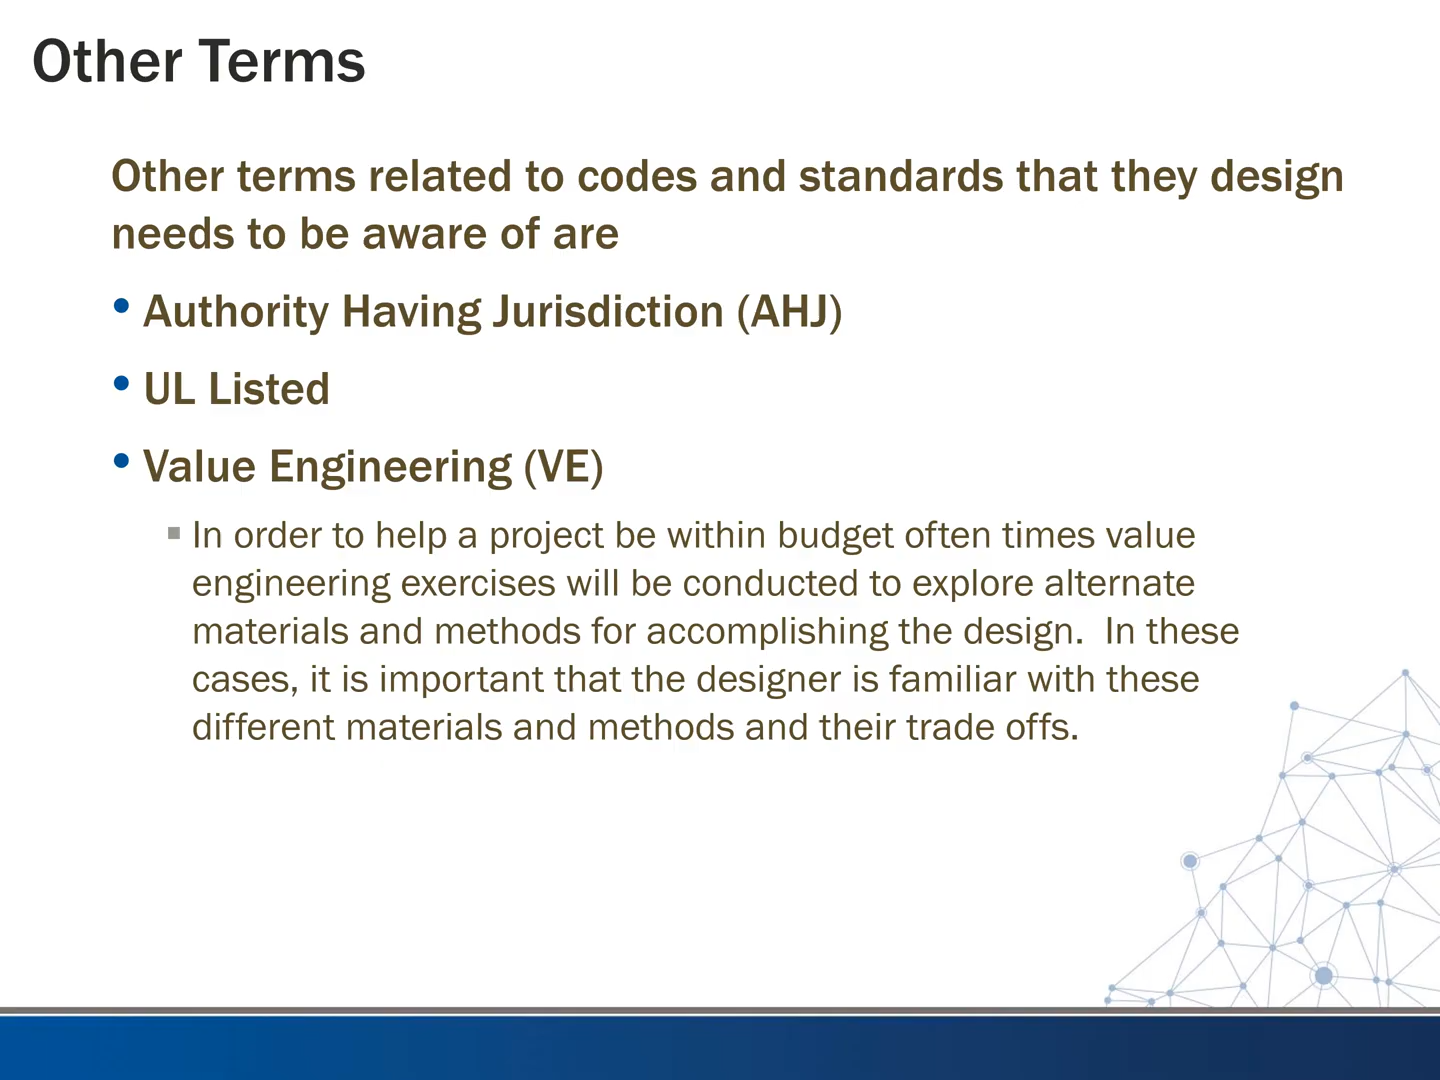 Other Terms
Other terms related to codes and standards that they design
needs to be aware of are
• Authority Having Jurisdiction (AHJ)
• UL Listed
• Value Engineering (VE)
▪ In order to help a project be within budget often times value
engineering exercises will be conducted to explore alternate
materials and methods for accomplishing the design.  In these
cases, it is important that the designer is familiar with these
different materials and methods and their trade offs.